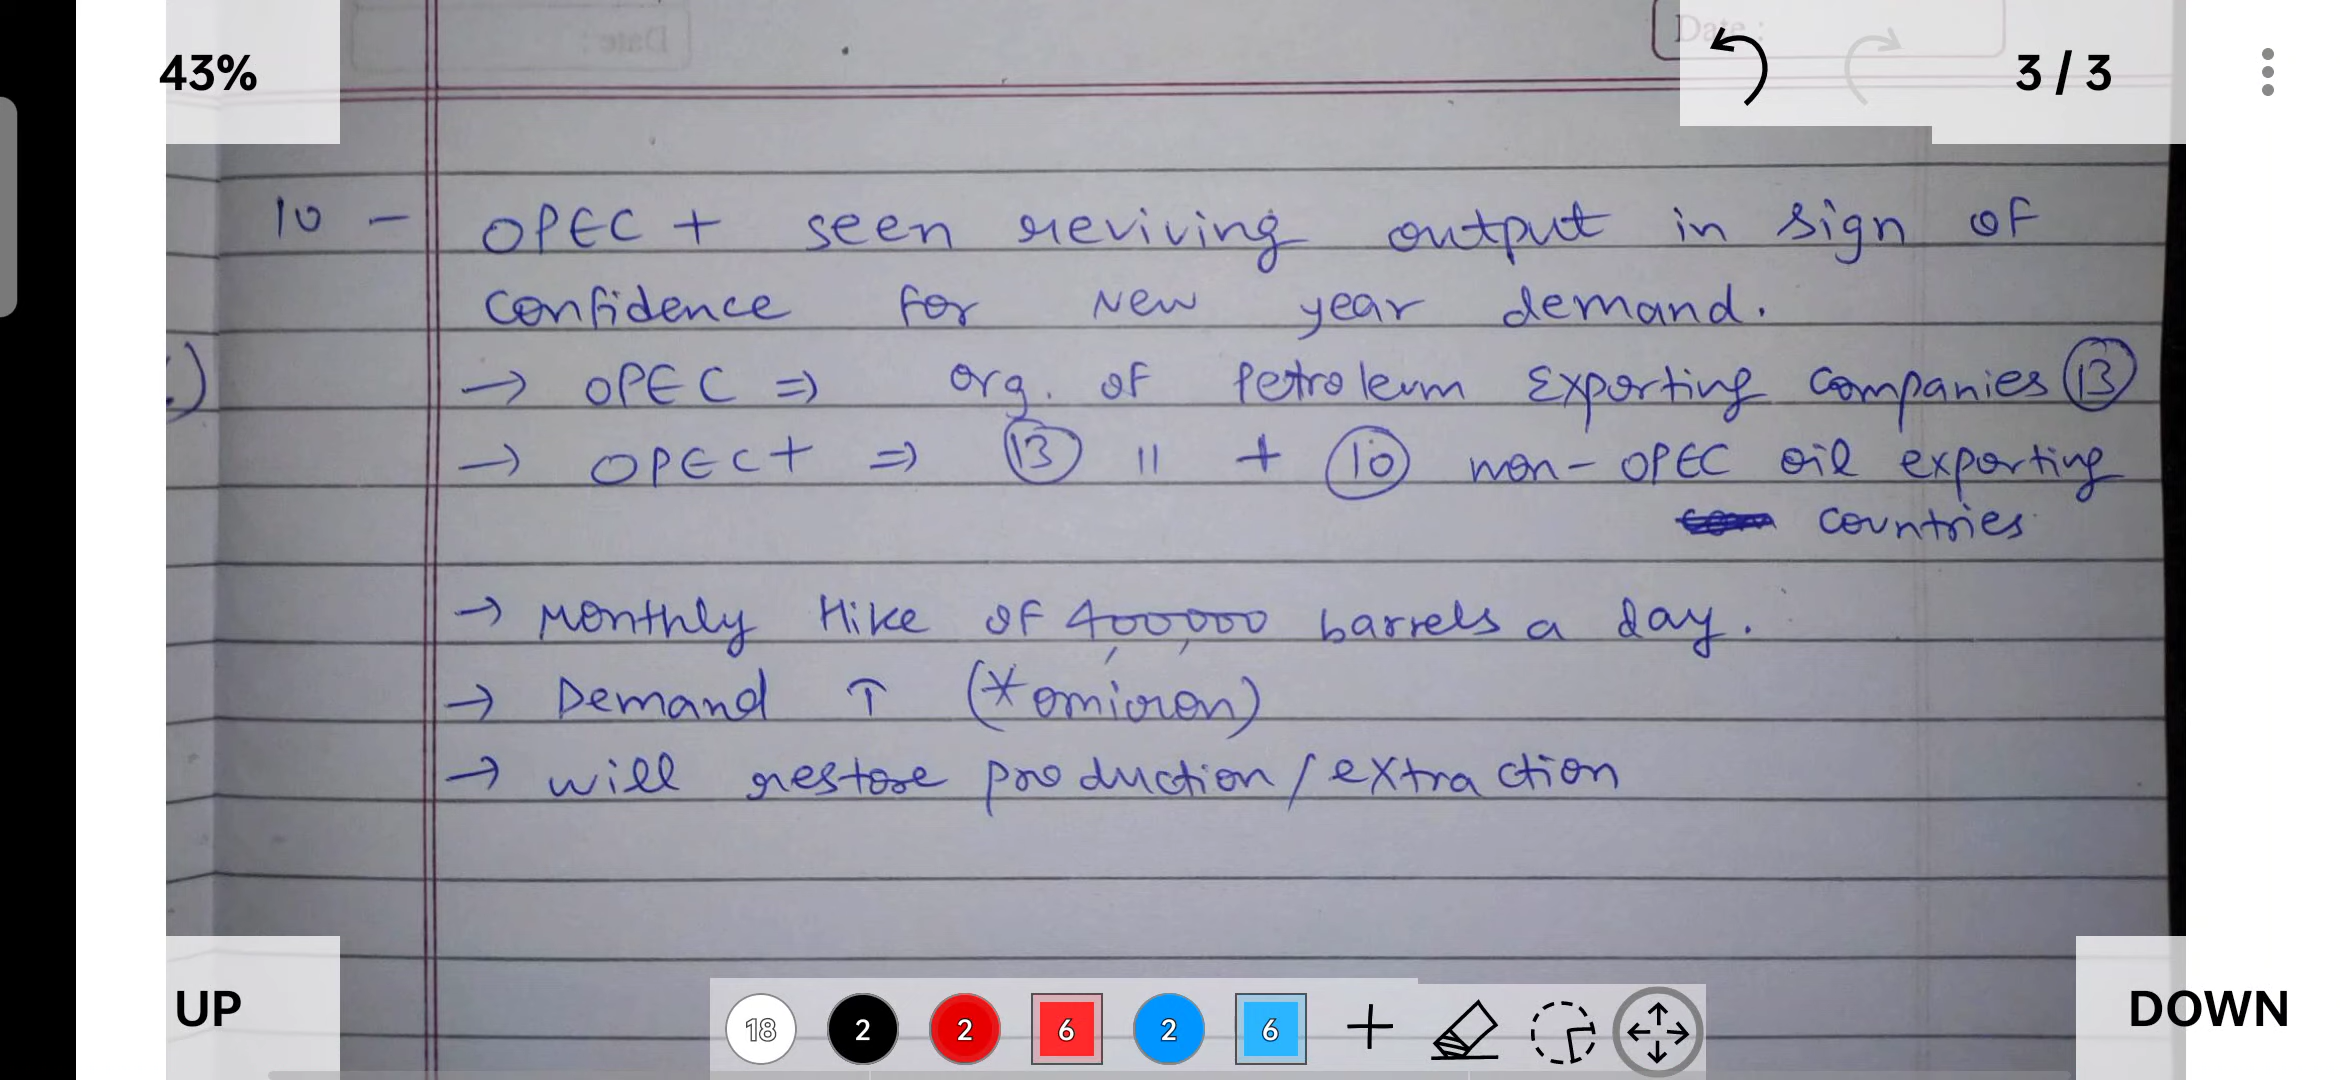 43%
Date :
3 / 3
10 - OPEC + seen reviving output in sign of
confidence for New year demand.
→ OPEC => org. of Petroleum Exporting Companies (13)
→ OPEC+ => (13) 11 + (10) non-OPEC oil exporting
countries
→ Monthly Hike of 400,000 barrels a day.
→ Demand ↑ (*omicron)
→ will restore production/extraction
UP
18 2 2 6 2 6
DOWN